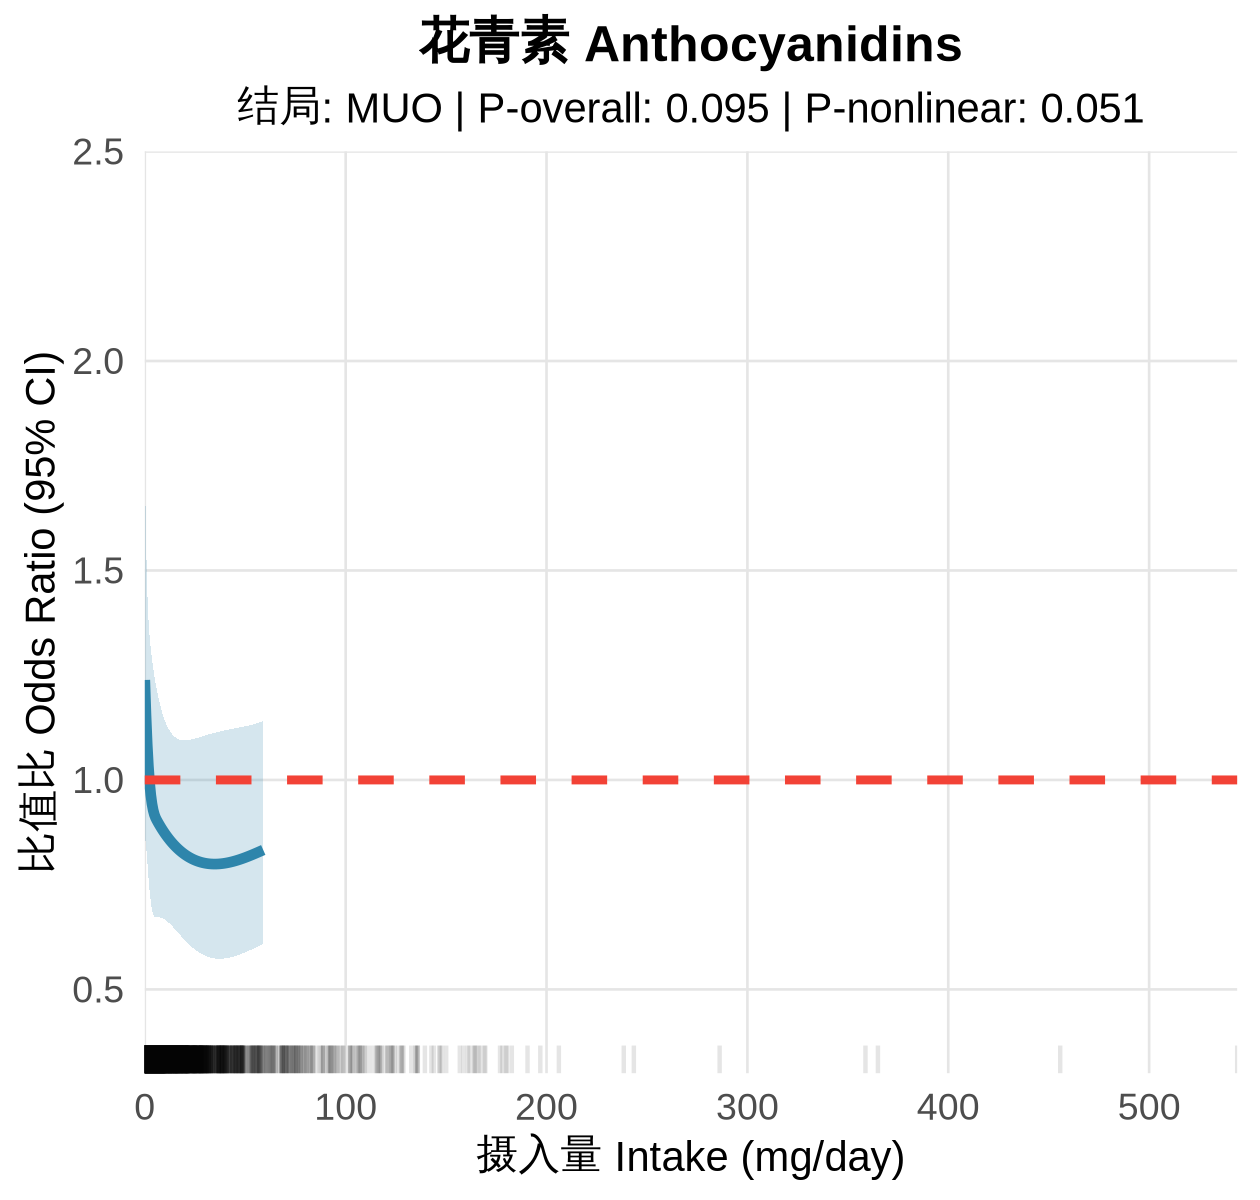 花青素 Anthocyanidins
结局: MUO | P-overall: 0.095 | P-nonlinear: 0.051
比值比 Odds Ratio (95% CI)
2.5
2.0
1.5
1.0
0.5
0 100 200 300 400 500
摄入量 Intake (mg/day)